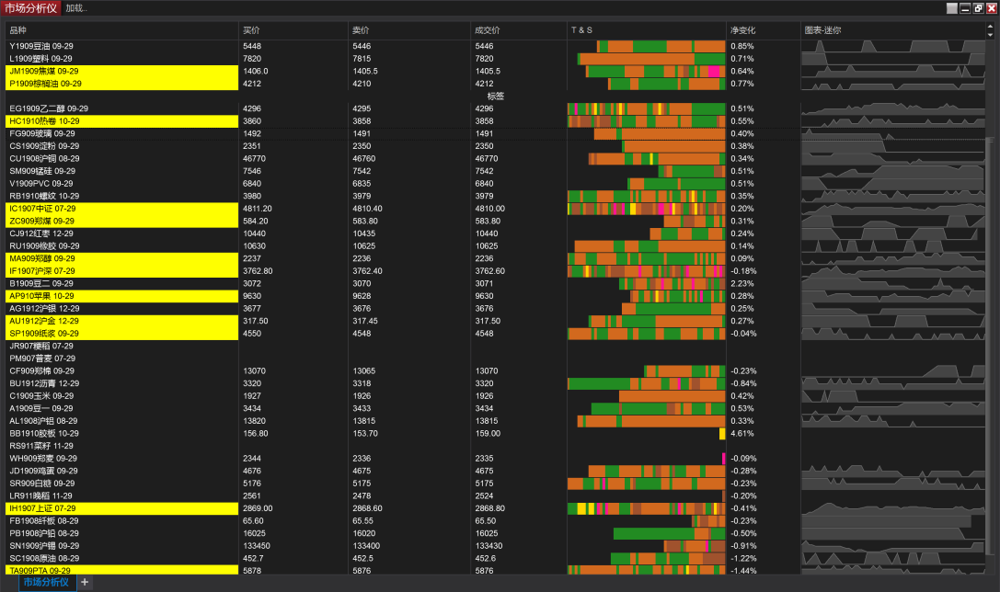 市场分析仪 加载..
品种 买价 卖价 成交价 T & S 净变化 图表-迷你
Y1909豆油 09-29 5448 5446 5446 0.85%
L1909塑料 09-29 7820 7815 7820 0.71%
JM1909焦煤 09-29 1406.0 1405.5 1405.5 0.64%
P1909棕榈油 09-29 4212 4210 4212 0.77%
标签
EG1909乙二醇 09-29 4296 4295 4296 0.51%
HC1910热卷 10-29 3860 3858 3858 0.55%
FG909玻璃 09-29 1492 1491 1491 0.40%
CS1909淀粉 09-29 2351 2350 2350 0.38%
CU1908沪铜 08-29 46770 46760 46770 0.34%
SM909锰硅 09-29 7546 7542 7542 0.51%
V1909PVC 09-29 6840 6835 6840 0.51%
RB1910螺纹 10-29 3980 3979 3979 0.35%
IC1907中证 07-29 4811.20 4810.40 4810.00 0.20%
ZC909郑煤 09-29 584.20 583.80 583.80 0.31%
CJ912红枣 12-29 10440 10435 10440 0.24%
RU1909橡胶 09-29 10630 10625 10625 0.14%
MA909郑醇 09-29 2237 2236 2236 0.09%
IF1907沪深 07-29 3762.80 3762.40 3762.60 -0.18%
B1909豆二 09-29 3072 3070 3071 2.23%
AP910苹果 10-29 9630 9628 9630 0.28%
AG1912沪银 12-29 3677 3676 3676 0.25%
AU1912沪金 12-29 317.50 317.45 317.50 0.27%
SP1909纸浆 09-29 4550 4548 4548 -0.04%
JR907粳稻 07-29
PM907普麦 07-29
CF909郑棉 09-29 13070 13065 13070 -0.23%
BU1912沥青 12-29 3320 3318 3320 -0.84%
C1909玉米 09-29 1927 1926 1926 0.42%
A1909豆一 09-29 3434 3433 3434 0.53%
AL1908沪铝 08-29 13820 13815 13815 0.33%
BB1910胶板 10-29 156.80 153.70 159.00 4.61%
RS911菜籽 11-29
WH909郑麦 09-29 2344 2336 2335 -0.09%
JD1909鸡蛋 09-29 4676 4675 4675 -0.28%
SR909白糖 09-29 5176 5175 5175 -0.23%
LR911晚稻 11-29 2561 2478 2524 -0.20%
IH1907上证 07-29 2869.00 2868.60 2868.80 -0.41%
FB1908纤板 08-29 65.60 65.55 65.50 -0.23%
PB1908沪铅 08-29 16025 16020 16025 -0.50%
SN1909沪锡 09-29 133450 133400 133430 -0.91%
SC1908原油 08-29 452.7 452.5 452.6 -1.22%
TA909PTA 09-29 5878 5876 5876 -1.44%
市场分析仪 +